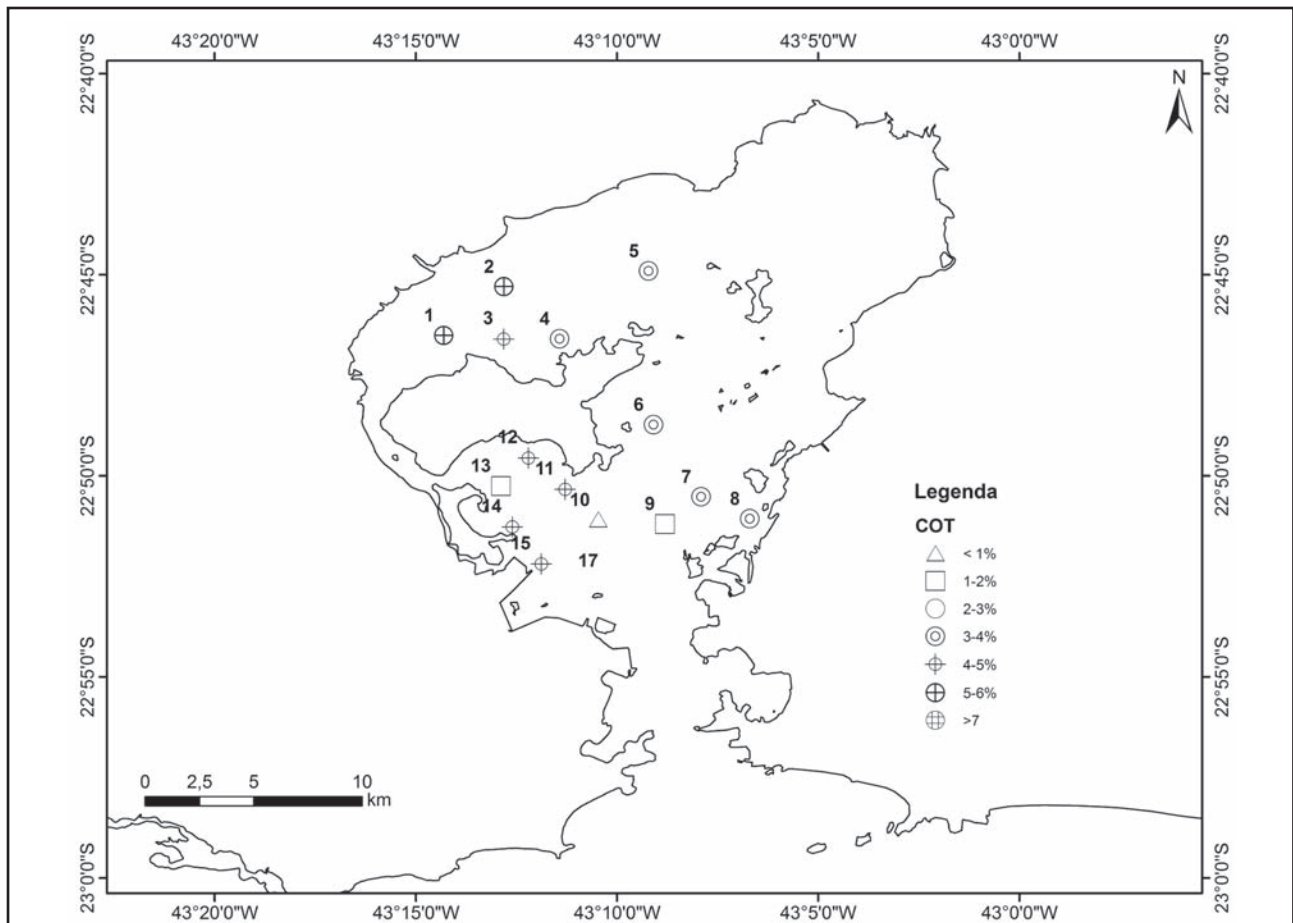 43°20'0"W 43°15'0"W 43°10'0"W 43°5'0"W 43°0'0"W
22°40'0"S 22°40'0"S
N
5
22°45'0"S 22°45'0"S
2
1 3 4
6
12
22°50'0"S 22°50'0"S
13 11
7
14 10 9 8
Legenda
COT
15 17
< 1%
1-2%
2-3%
3-4%
4-5%
5-6%
>7
22°55'0"S 22°55'0"S
0 2,5 5 10
km
23°0'0"S 23°0'0"S
43°20'0"W 43°15'0"W 43°10'0"W 43°5'0"W 43°0'0"W